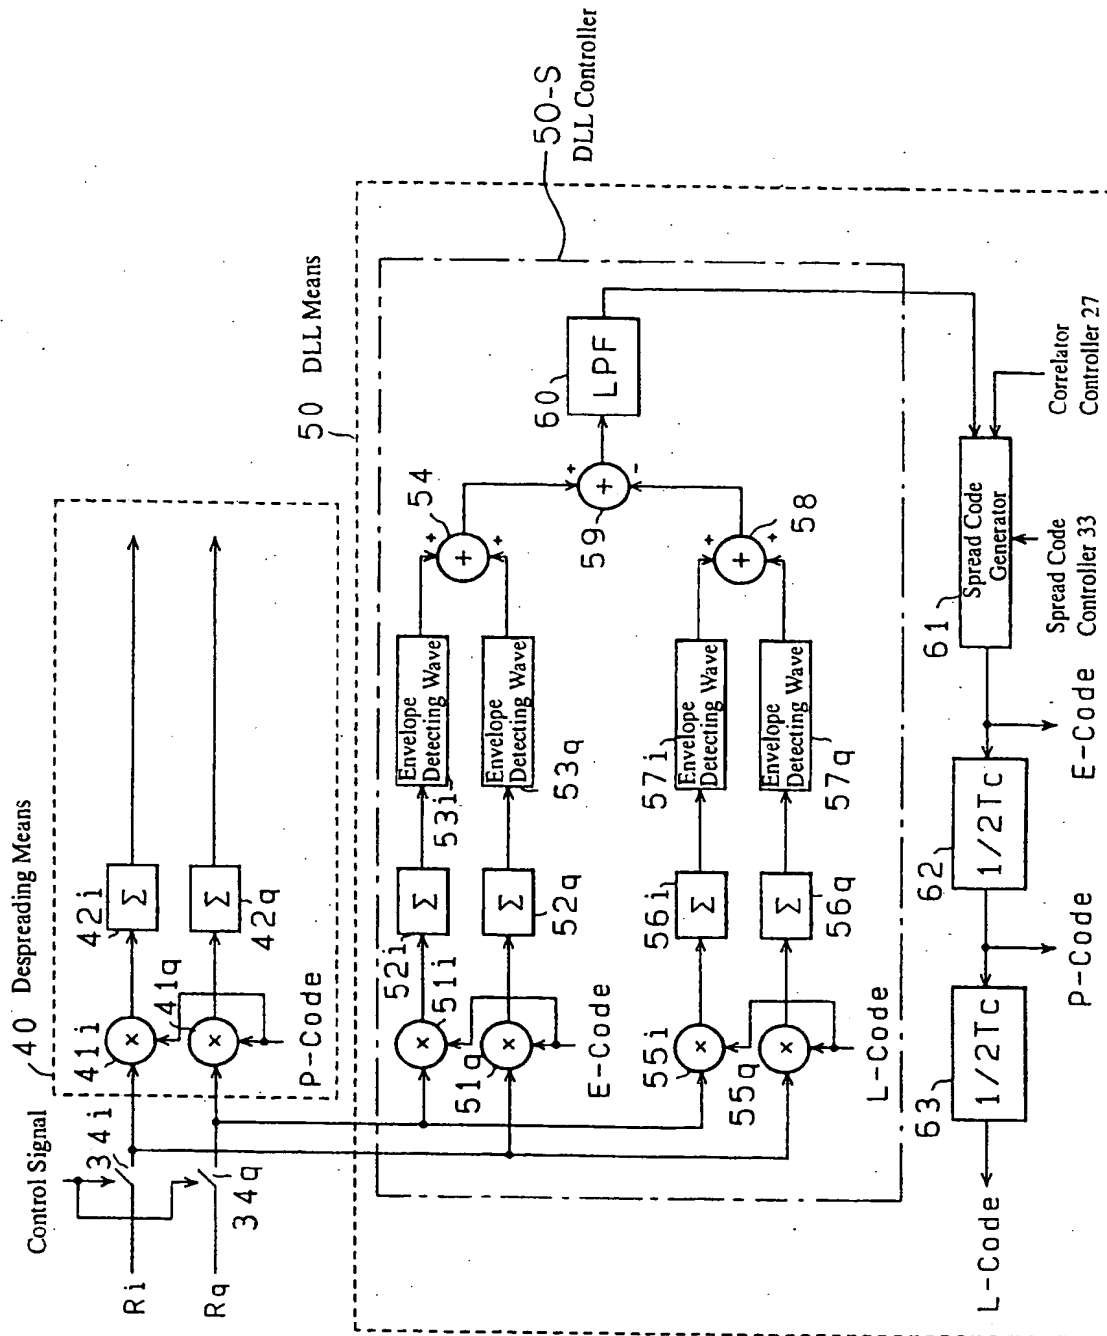 Control Signal
Ri
Rq
34i
34q
40 Despreading Means
41i
41q
42i
42q
Σ
Σ
×
×
P-Code
50 DLL Means
50-S
DLL Controller
51i
51q
×
×
52i
52q
Σ
Σ
Envelope
Detecting Wave
53i
Envelope
Detecting Wave
53q
E-Code
54
+
+
+
55i
55q
×
×
56i
56q
Σ
Σ
57i
Envelope
Detecting Wave
Envelope
Detecting Wave
57q
L-Code
58
+
+
+
59
+
+
-
60
LPF
61
Spread Code
Generator
Correlator
Controller 27
Spread Code
Controller 33
E-Code
62
1/2Tc
P-Code
63
1/2Tc
L-Code